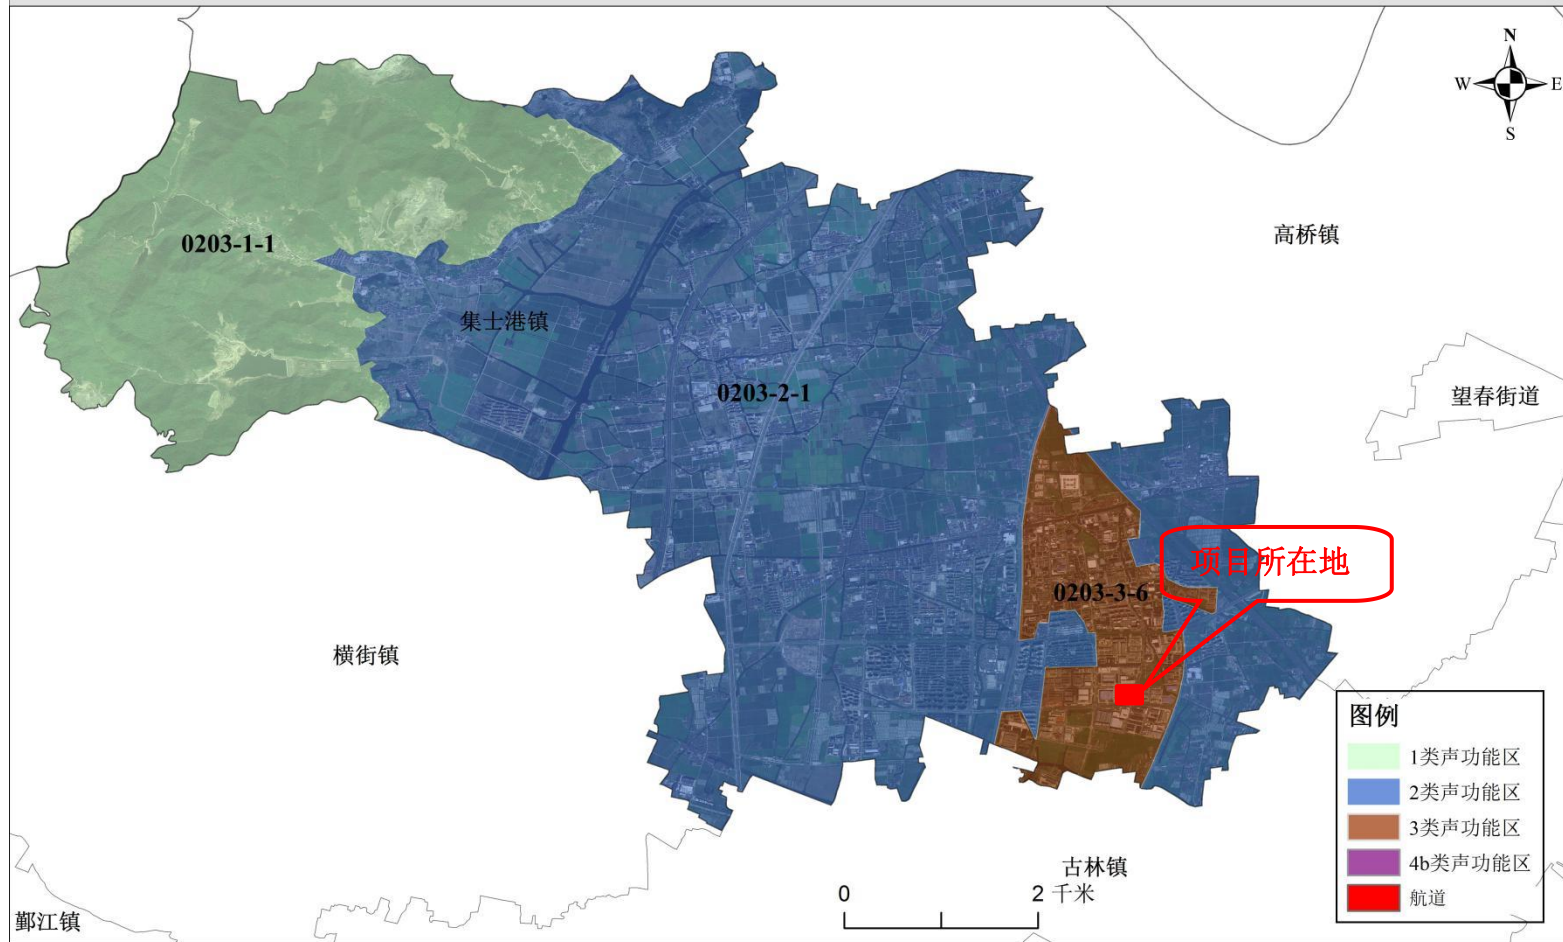 N
W
E
S
高桥镇
0203-1-1
集士港镇
0203-2-1
望春街道
项目所在地
0203-3-6
横街镇
图例
1类声功能区
2类声功能区
3类声功能区
4b类声功能区
航道
古林镇
0
2 千米
鄞江镇